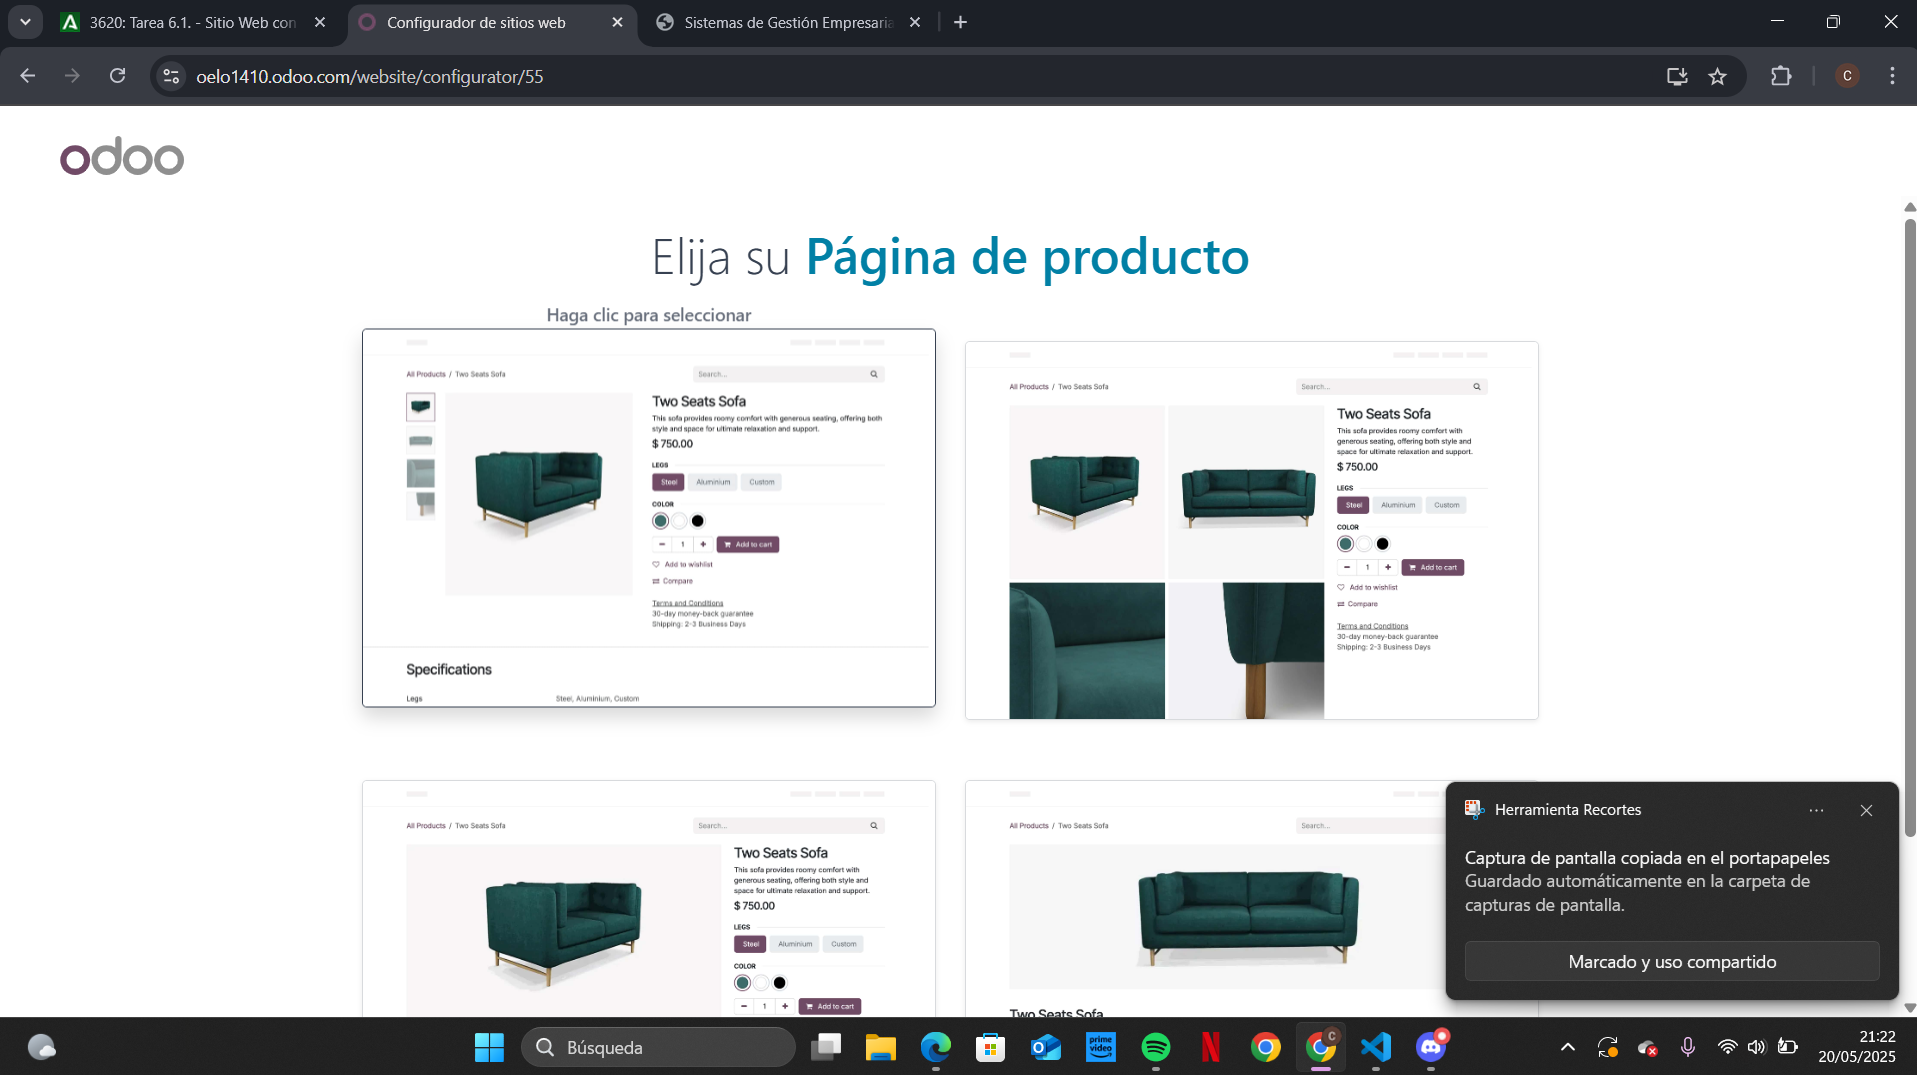 3620: Tarea 6.1. - Sitio Web con
Configurador de sitios web
Sistemas de Gestión Empresaria
oelo1410.odoo.com/website/configurator/55
C
odoo
Elija su Página de producto
Haga clic para seleccionar
All Products / Two Seats Sofa
Search...
Two Seats Sofa
This sofa provides roomy comfort with generous seating, offering both
style and space for ultimate relaxation and support.
$ 750.00
LEGS
Steel
Aluminium
Custom
COLOR
1
Add to cart
Add to wishlist
Compare
Terms and Conditions
30-day money-back guarantee
Shipping: 2-3 Business Days
Specifications
Legs
Steel, Aluminium, Custom
All Products / Two Seats Sofa
Search...
Two Seats Sofa
This sofa provides roomy comfort with
generous seating, offering both style and
space for ultimate relaxation and support.
$ 750.00
LEGS
Steel
Aluminium
Custom
COLOR
1
Add to cart
Add to wishlist
Compare
Terms and Conditions
30-day money-back guarantee
Shipping: 2-3 Business Days
All Products / Two Seats Sofa
Search...
Two Seats Sofa
This sofa provides roomy comfort with
generous seating, offering both style and
space for ultimate relaxation and support.
$ 750.00
LEGS
Steel
Aluminium
Custom
COLOR
1
Add to cart
All Products / Two Seats Sofa
Search...
Two Seats Sofa
Herramienta Recortes
Captura de pantalla copiada en el portapapeles
Guardado automáticamente en la carpeta de
capturas de pantalla.
Marcado y uso compartido
Búsqueda
prime
video
C
21:22
20/05/2025